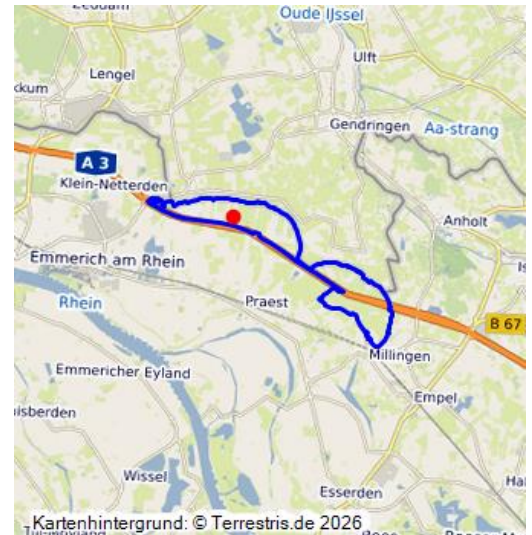 Oude IJssel
Ulft
Lengel
Gendringen
Aa-strang
A 3
Klein-Netterden
Anholt
Emmerich am Rhein
Rhein
Praest
B 67
Millingen
Emmericher Eyland
Empel
Wissel
Esserden
Kartenhintergrund: © Terrestris.de 2026